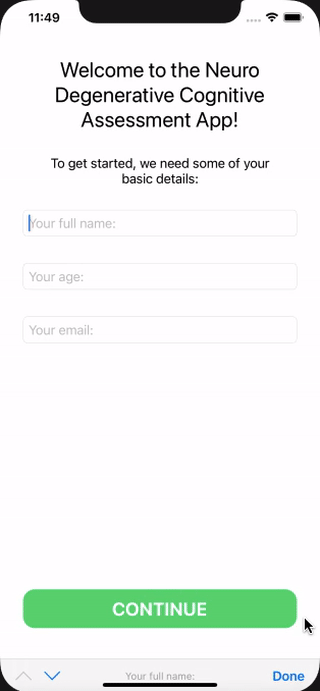 11:49
Welcome to the Neuro
Degenerative Cognitive
Assessment App!
To get started, we need some of your
basic details:
Your full name:
Your age:
Your email:
CONTINUE
Your full name:
Done